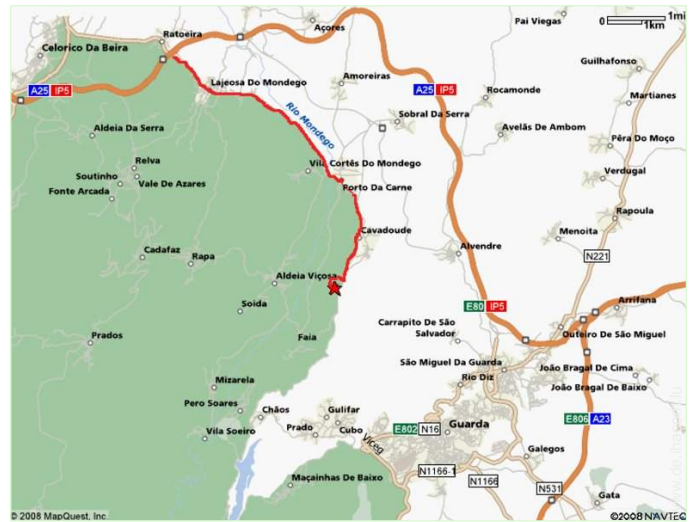 Pai Viegas
0 1mi
1km
Ratoeira
Açores
Celorico Da Beira
Guilhafonso
Lajeosa Do Mondego
Amoreiras
A25 IP5
A25 IP5
Rocamonde
Martianes
Rio Mondego
Sobral Da Serra
Aldeia Da Serra
Avelãs De Ambom
Pêra Do Moço
Relva
Vila Cortês Do Mondego
Soutinho
Vale De Azares
Verdugal
Fonte Arcada
Porto Da Carne
Rapoula
Cavadoude
Menoita
Cadafaz
Alvendre
Rapa
N221
Aldeia Viçosa
Soida
E80 IP5
Arrifana
Carrapito De São
Salvador
Prados
Faia
Outeiro De São Miguel
São Miguel Da Guarda
João Bragal De Cima
Mizarela
Rio Diz
João Bragal De Baixo
Pero Soares
Chãos
Gulifar
E806 A23
Prado
Cubo
E802 N16
Guarda
Vila Soeiro
Viceg
Galegos
N1166-1
N1166
Maçainhas De Baixo
N531
Gata
© 2008 MapQuest, Inc.
©2008 NAVTEQ